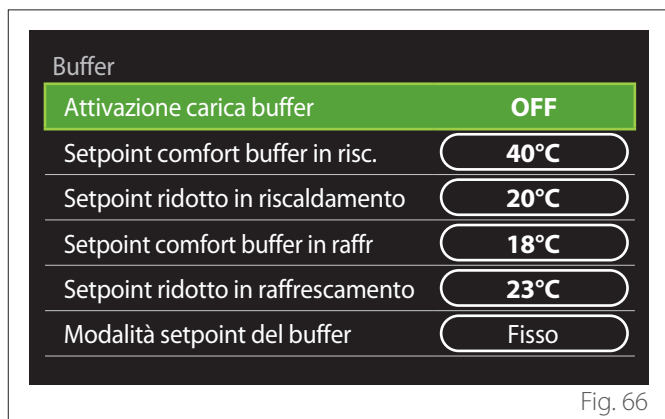 Buffer
Attivazione carica buffer OFF
Setpoint comfort buffer in risc. 40°C
Setpoint ridotto in riscaldamento 20°C
Setpoint comfort buffer in raffr 18°C
Setpoint ridotto in raffrescamento 23°C
Modalità setpoint del buffer Fisso
Fig. 66